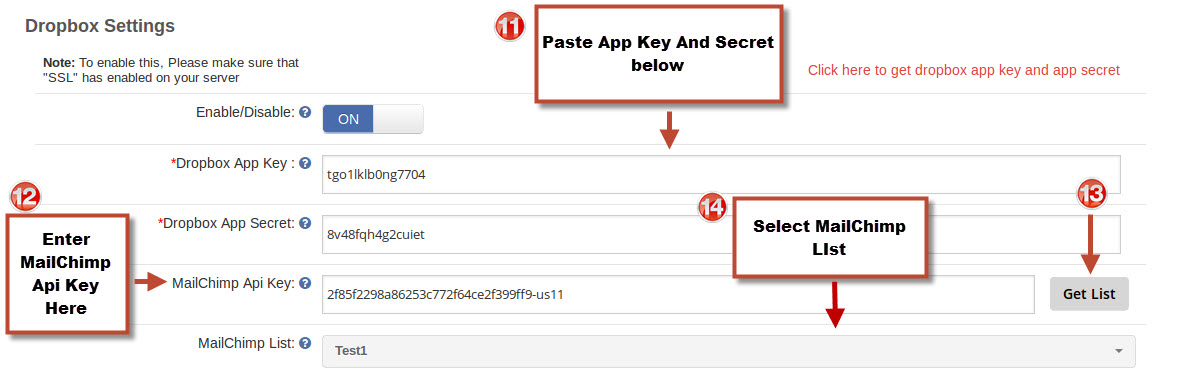 Dropbox Settings
11
Paste App Key And Secret
below
Note: To enable this, Please make sure that
"SSL" has enabled on your server
Click here to get dropbox app key and app secret
Enable/Disable: ?
ON
*Dropbox App Key : ?
tgo1lklb0ng7704
12
Enter
MailChimp
Api Key
Here
*Dropbox App Secret: ?
8v48fqh4g2cuiet
14
Select MailChimp
LIst
13
MailChimp Api Key: ?
2f85f2298a86253c772f64ce2f399ff9-us11
Get List
MailChimp List: ?
Test1